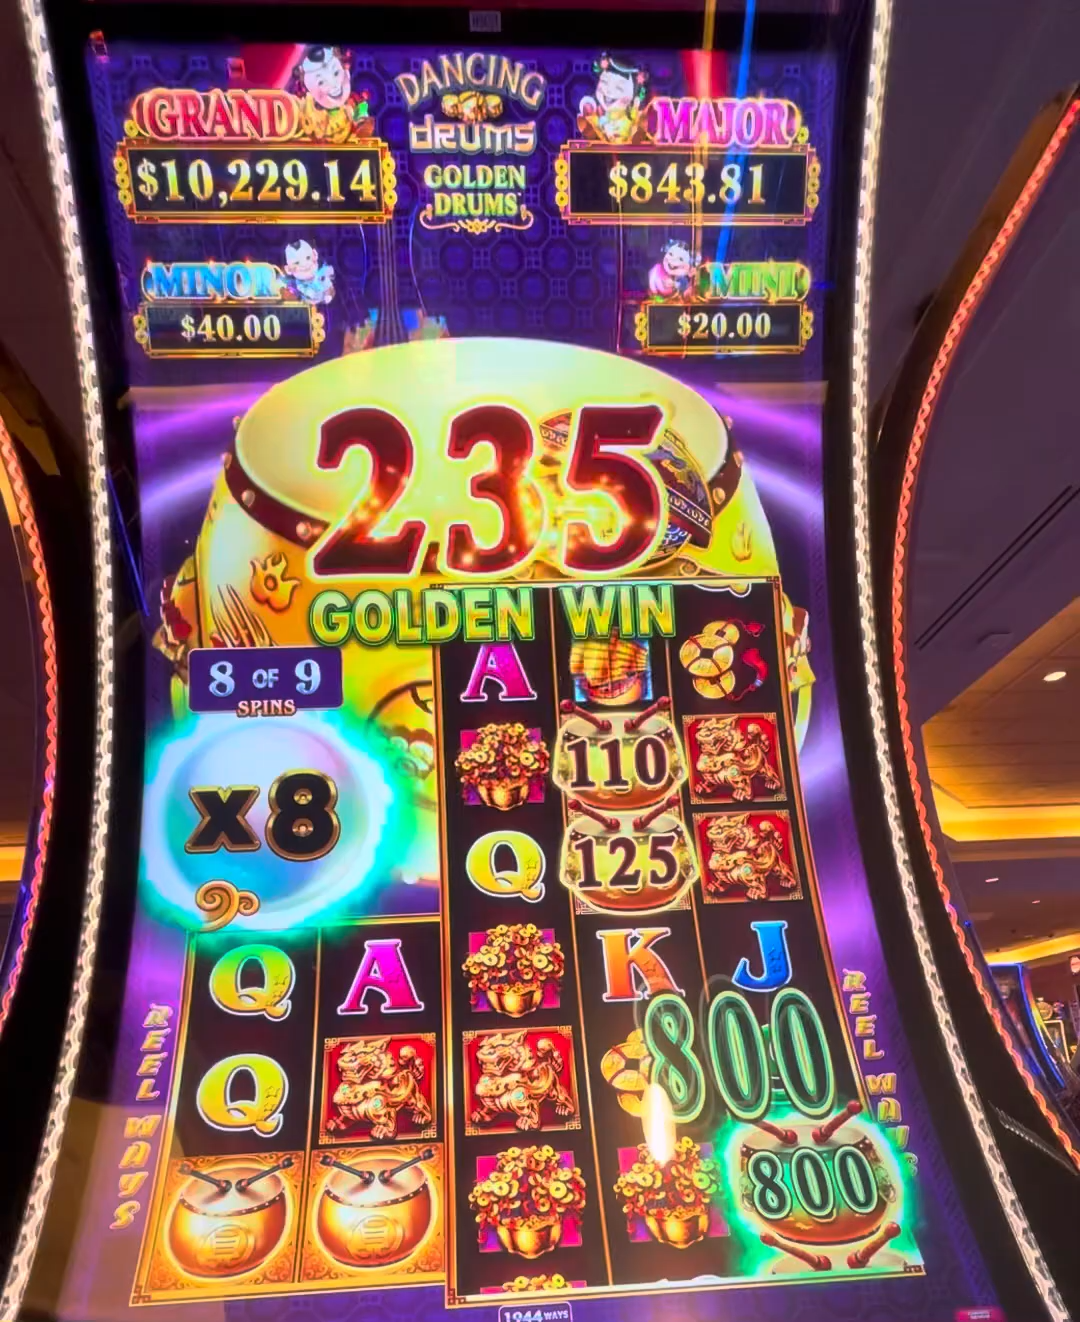 DANCING
GRAND
MAJOR
DRUMS
$10,229.14
$843.81
GOLDEN
DRUMS
MINOR
MINI
$40.00
$20.00
235
GOLDEN WIN
8 OF 9
SPINS
A
110
x8
Q
125
Q
A
K
J
800
Q
800
REEL WAYS
REEL WAYS
1944 WAYS